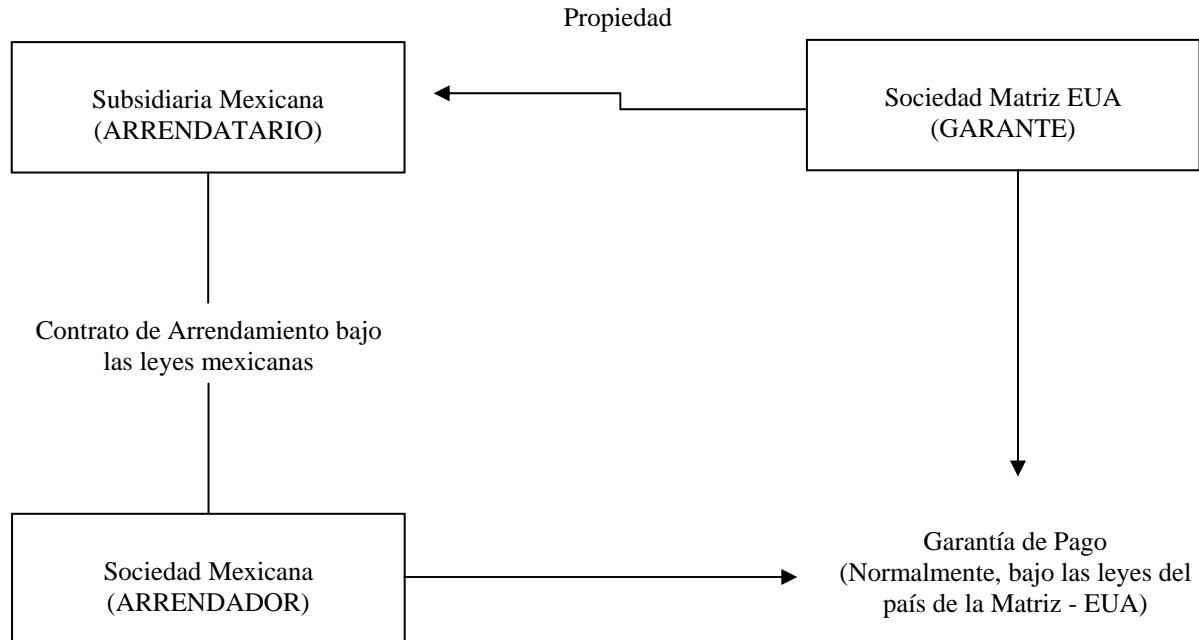 Propiedad
Subsidiaria Mexicana
(ARRENDATARIO)
Sociedad Matriz EUA
(GARANTE)
Contrato de Arrendamiento bajo
las leyes mexicanas
Sociedad Mexicana
(ARRENDADOR)
Garantía de Pago
(Normalmente, bajo las leyes del
país de la Matriz - EUA)